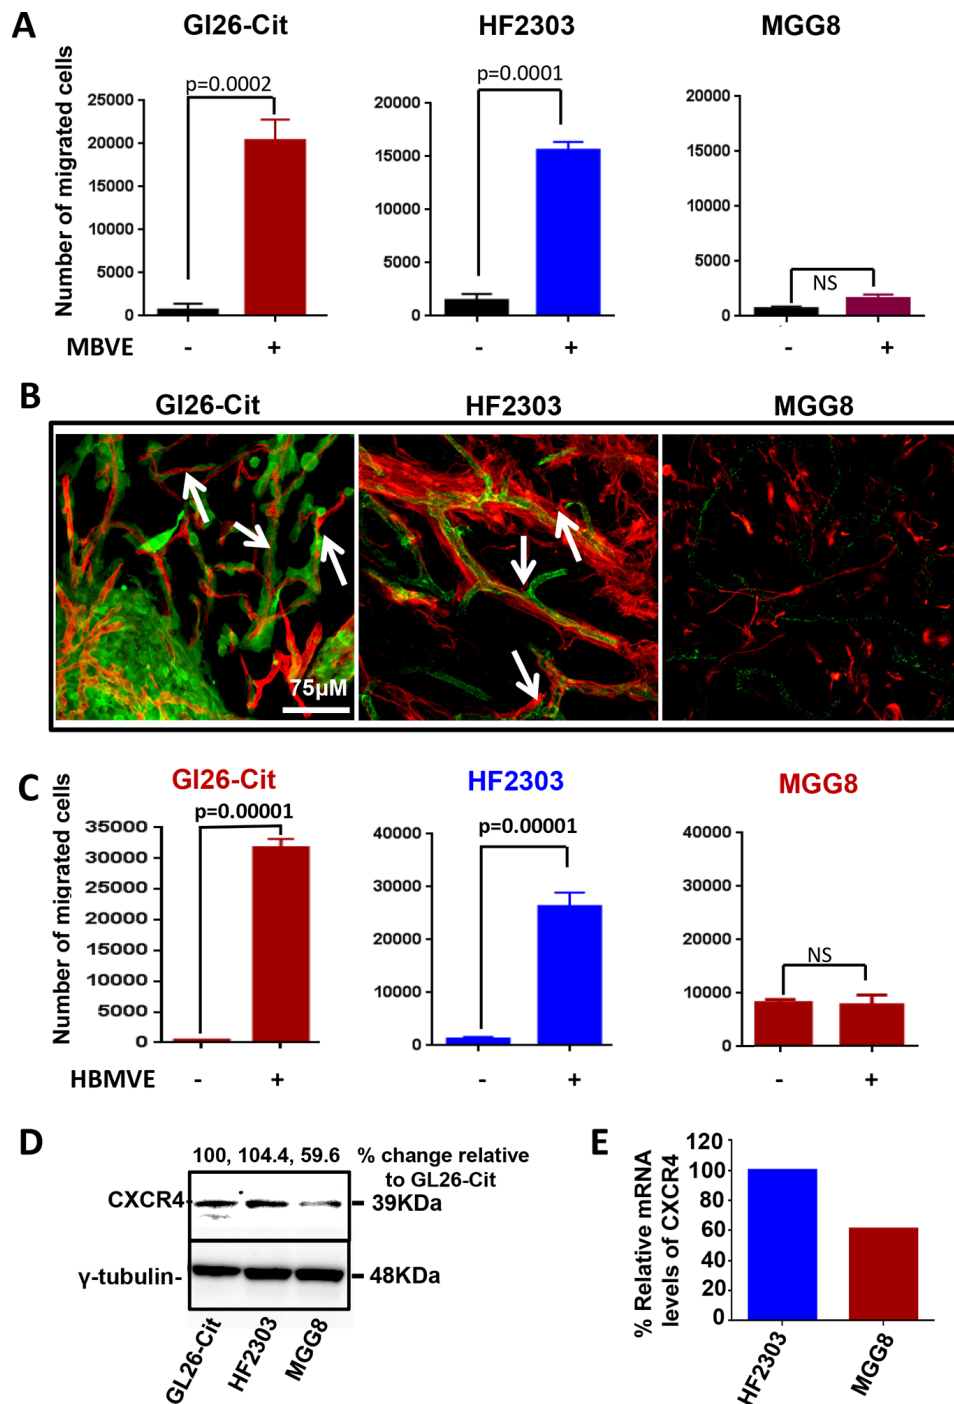 A
GI26-Cit
HF2303
MGG8
p=0.0002
p=0.0001
Number of migrated cells
25000
20000
15000
10000
5000
0
20000
15000
10000
5000
0
20000
15000
10000
5000
0
NS
MBVE
-
+
-
+
-
+
B
GI26-Cit
HF2303
MGG8
75µM
C
GI26-Cit
HF2303
MGG8
p=0.00001
p=0.00001
Number of migrated cells
35000
30000
25000
20000
15000
10000
5000
0
40000
30000
20000
10000
0
40000
30000
20000
10000
0
NS
HBMVE
-
+
-
+
-
+
D
100, 104.4, 59.6
% change relative
to GL26-Cit
CXCR4-
39KDa
γ-tubulin-
48KDa
GL26-Cit
HF2303
MGG8
E
% Relative mRNA
levels of CXCR4
120
100
80
60
40
20
0
HF2303
MGG8